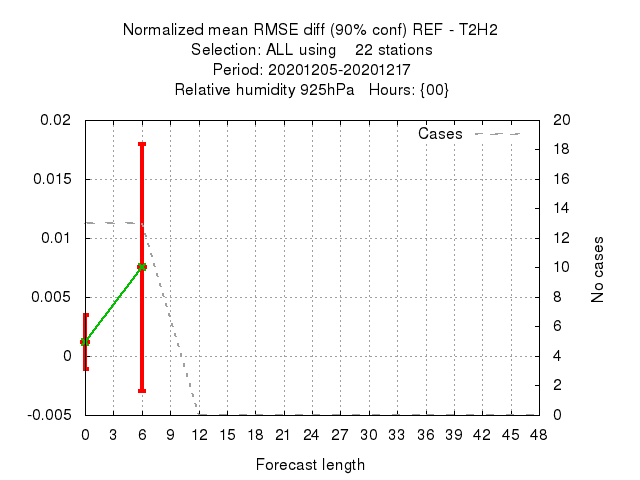 Normalized mean RMSE diff (90% conf) REF - T2H2
Selection: ALL using    22 stations
Period: 20201205-20201217
Relative humidity 925hPa   Hours: {00}
Cases
0.02
0.015
0.01
0.005
0
-0.005
20
18
16
14
12
10
8
6
4
2
0
No cases
0 3 6 9 12 15 18 21 24 27 30 33 36 39 42 45 48
Forecast length